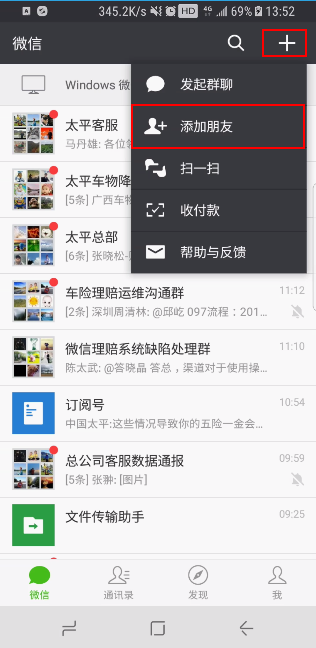 345.2K/s HD 4G 69% 13:52
微信
Windows 微
发起群聊
太平客服
马丹雄: 各位
添加朋友
太平车物降
[5条] 广西车物
扫一扫
太平总部
[6条] 张晓松-
收付款
帮助与反馈
车险理赔运维沟通群 11:12
[2条] 深圳周清林: @邱屹 097流程：201...
微信理赔系统缺陷处理群 11:10
陈太武: @答晓晶 答总，渠道对于使用操...
订阅号 10:54
中国太平:这些情况导致你的五险一金会...
总公司客服数据通报 09:59
[5条] 张翀: [图片]
文件传输助手 09:25
微信 通讯录 发现 我